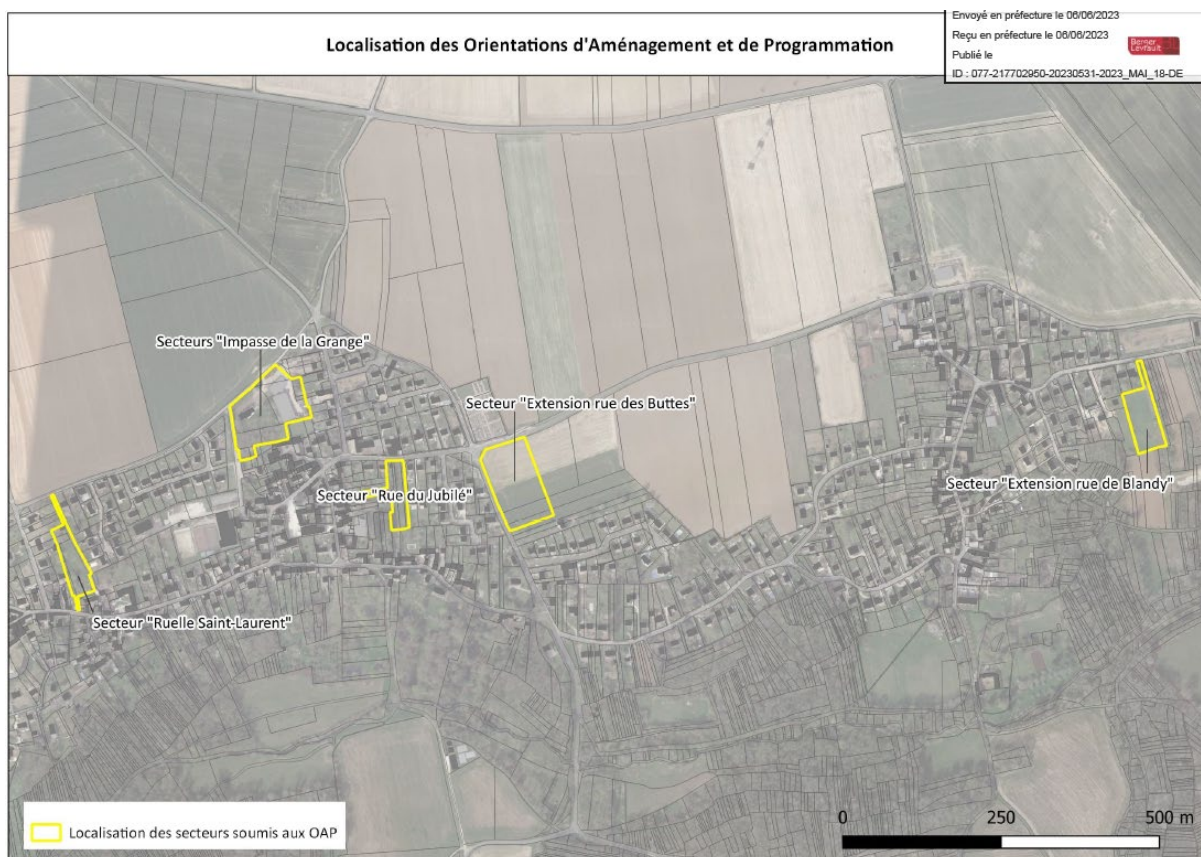 Envoyé en préfecture le 06/06/2023
Reçu en préfecture le 06/06/2023
Publié le
ID : 077-217702950-20230531-2023_MAI_18-DE
Berger
Levrault
Localisation des Orientations d'Aménagement et de Programmation
Secteurs "Impasse de la Grange"
Secteur "Extension rue des Buttes"
Secteur "Rue du Jubilé"
Secteur "Extension rue de Blandy"
Secteur "Ruelle Saint-Laurent"
Localisation des secteurs soumis aux OAP
0 250 500 m